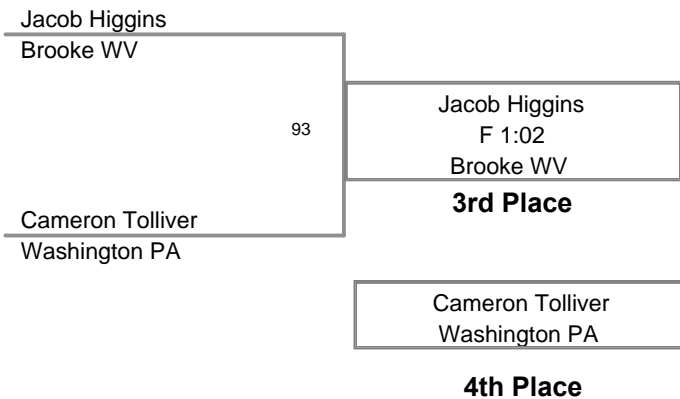 Jacob Higgins
Brooke WV
93
Jacob Higgins
F 1:02
Brooke WV
3rd Place
Cameron Tolliver
Washington PA
Cameron Tolliver
Washington PA
4th Place